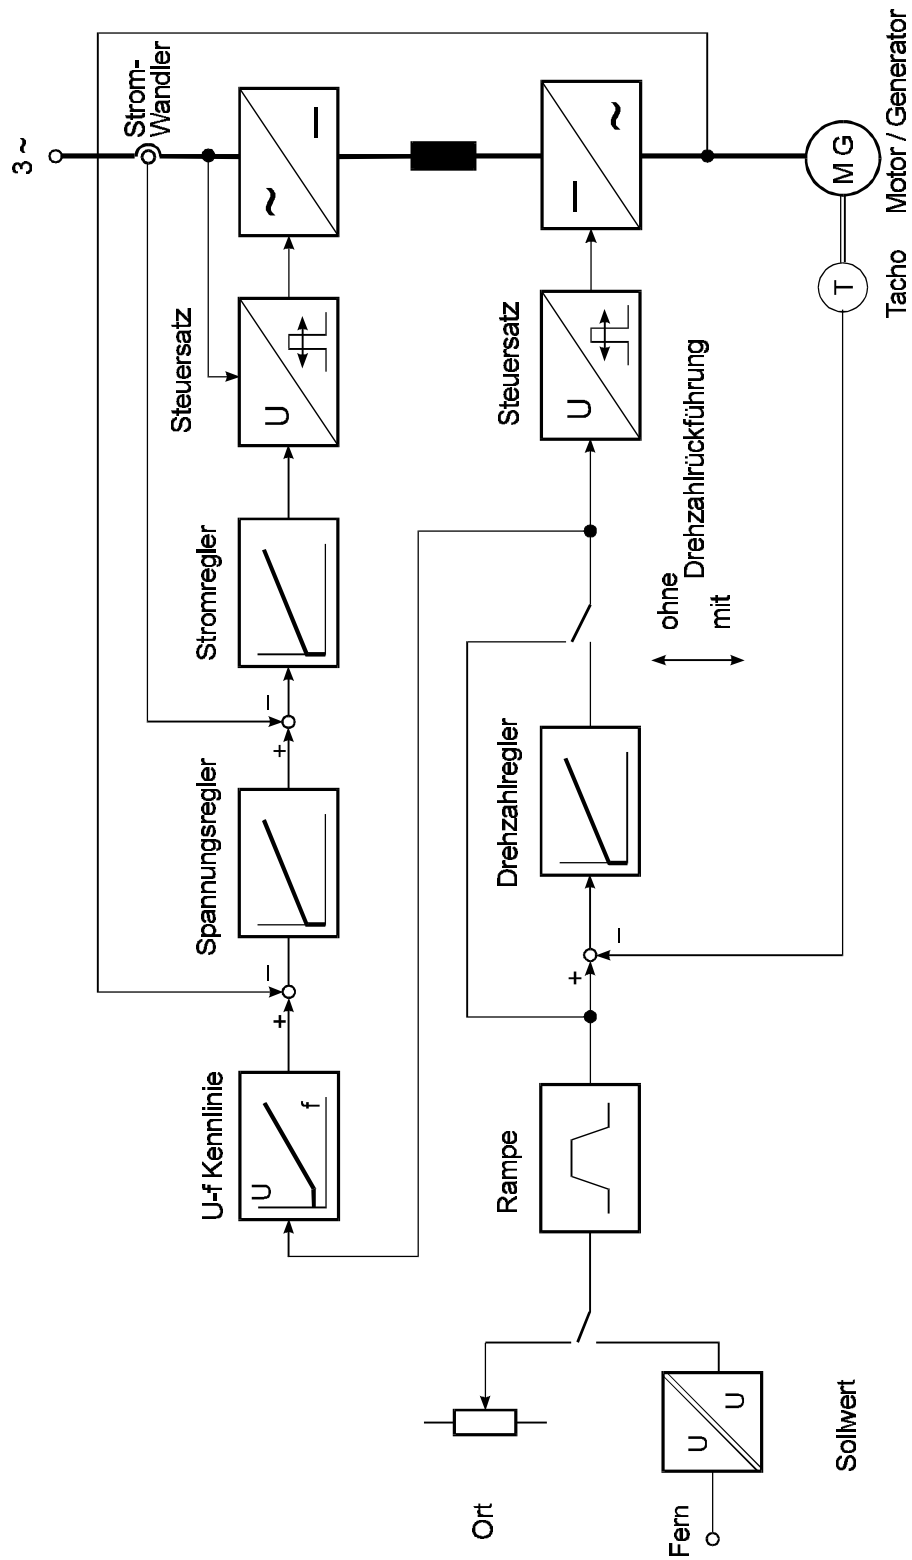 3 ~
Strom-
Wandler
~
–
–
~
M G
Motor / Generator
T
Tacho
Steuersatz
U
Steuersatz
U
Stromregler
–
+
Spannungsregler
–
+
U-f Kennlinie
U
f
ohne
Drehzahlrückführung
mit
Drehzahlregler
–
+
Rampe
Ort
Fern
U
U
Sollwert